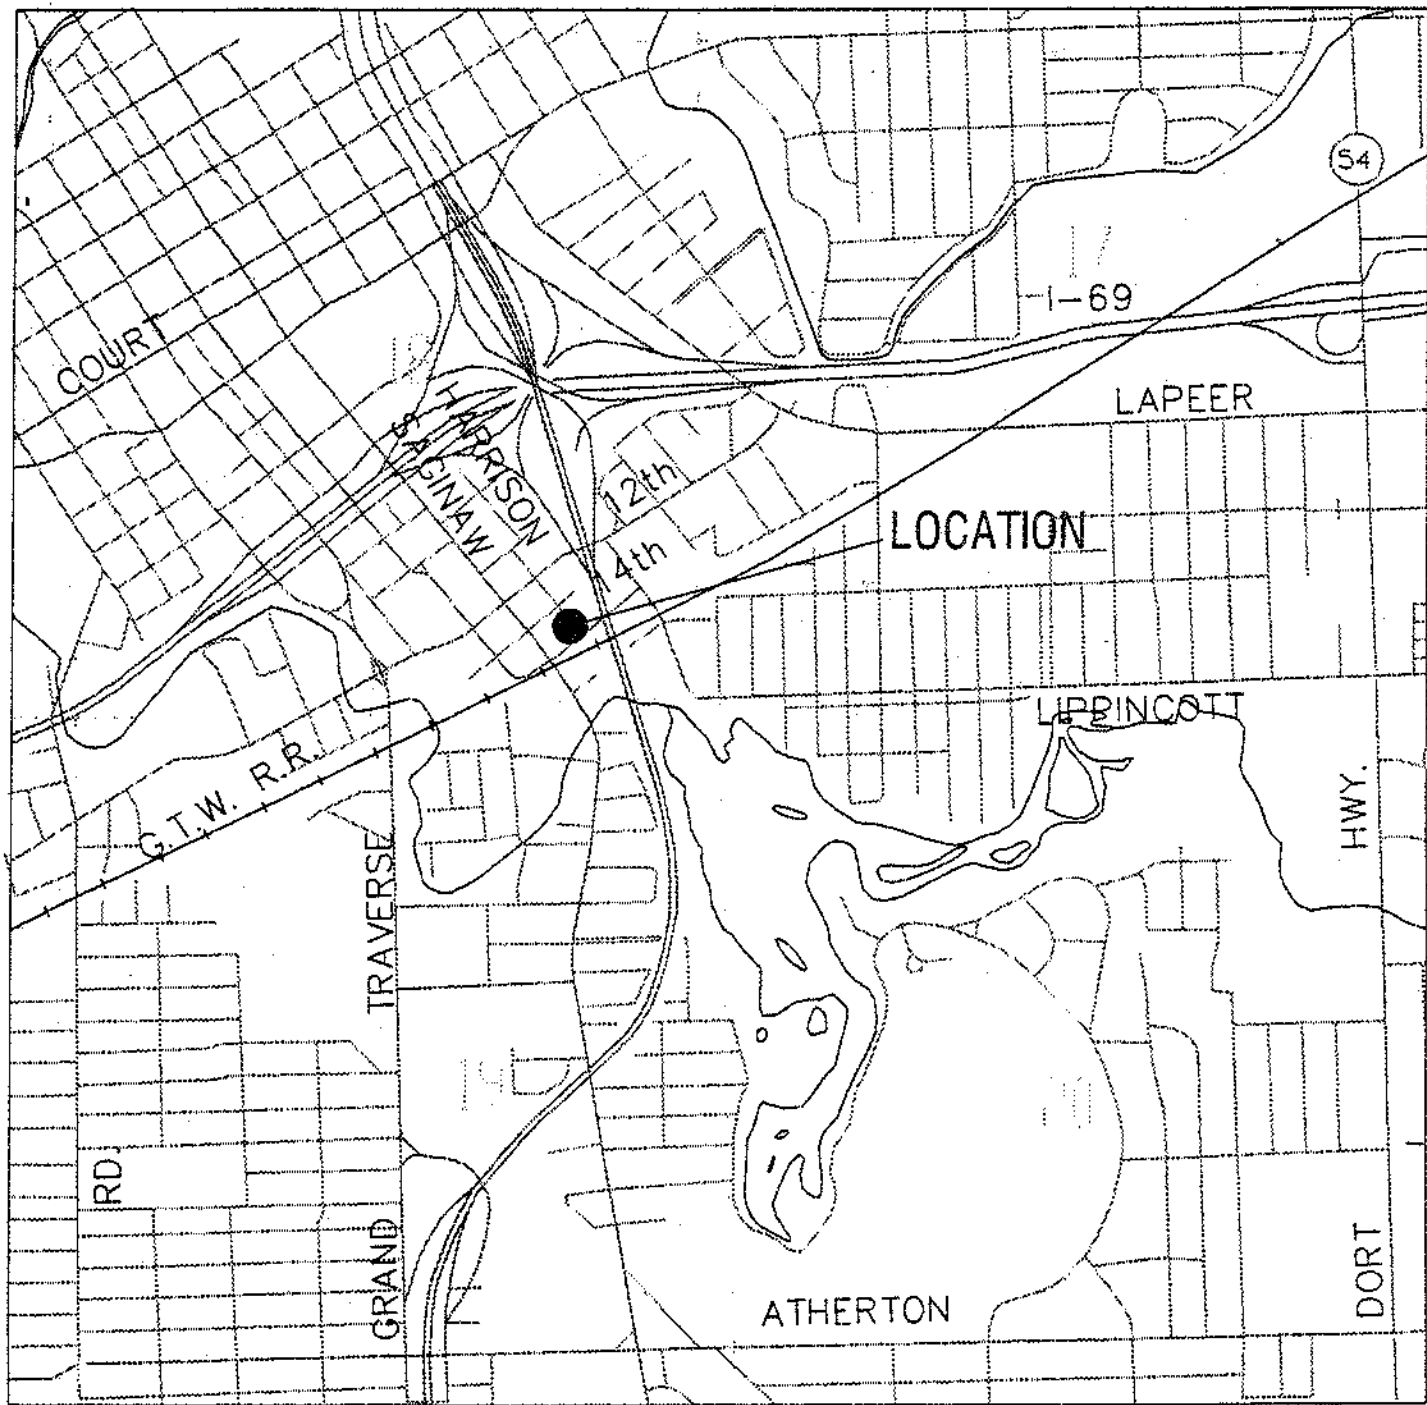 54
I-69
COURT
LAPEER
HARRISON
SAGINAW
12th
LOCATION
14th
LIPPINCOTT
G.T.W. R.R.
HWY.
TRAVERSE
RD.
GRAND
DORT
ATHERTON